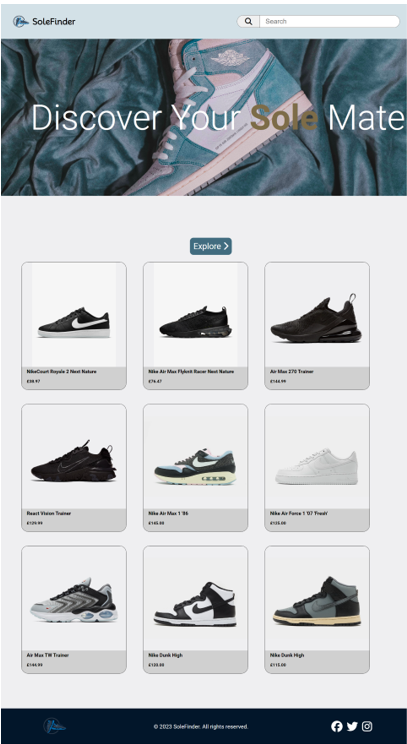 SoleFinder
Search
Discover Your Sole Mate
Explore
NikeCourt Royale 2 Next Nature
Nike Air Max Flyknit Racer Next Nature
Air Max 270 Trainer
£38.97
£76.47
£144.99
React Vision Trainer
Nike Air Max 1 '86
Nike Air Force 1 '07 'Fresh'
£129.99
£145.00
£125.00
Air Max TW Trainer
Nike Dunk High
Nike Dunk High
£144.99
£120.00
£115.00
© 2023 SoleFinder. All rights reserved.